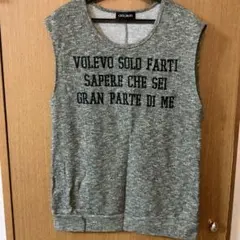 VOLEVO SOLO FARTI
SAPERE CHE SEI
GRAN PARTE DI ME